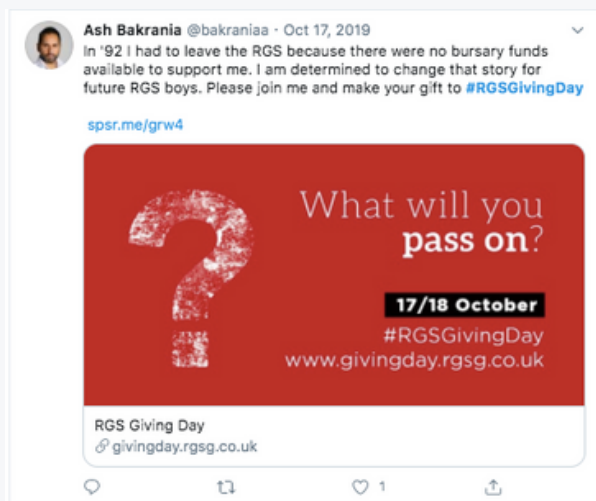 Ash Bakrania @bakraniaa · Oct 17, 2019
In '92 I had to leave the RGS because there were no bursary funds
available to support me. I am determined to change that story for
future RGS boys. Please join me and make your gift to #RGSGivingDay
spsr.me/grw4
?
What will you
pass on?
17/18 October
#RGSGivingDay
www.givingday.rgsg.co.uk
RGS Giving Day
givingday.rgsg.co.uk
1